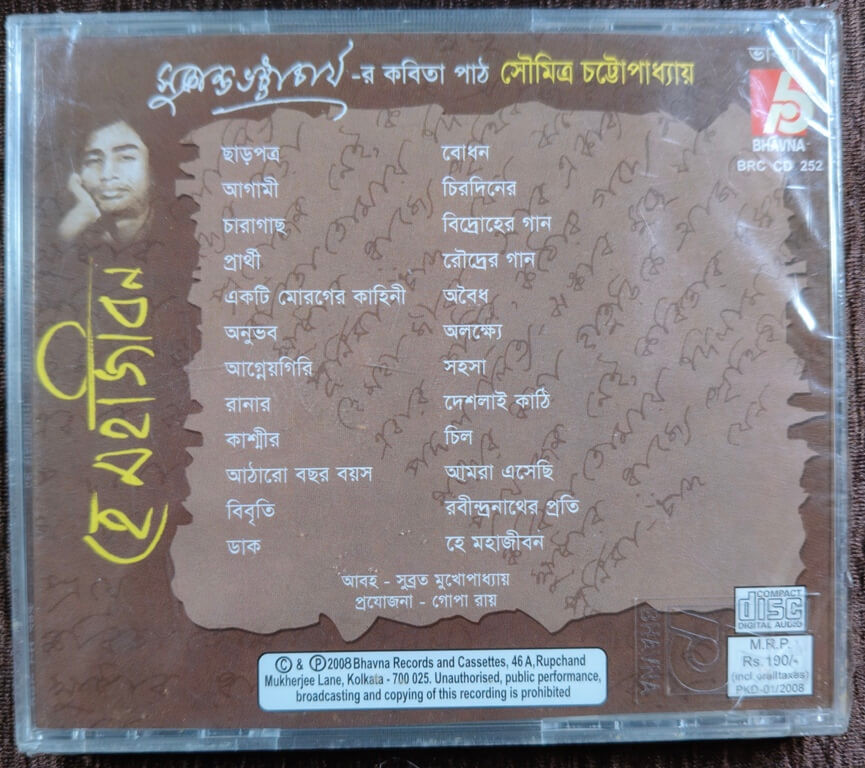 সুকান্ত ভট্টাচার্য -র কবিতা পাঠ সৌমিত্র চট্টোপাধ্যায়
BHAVNA
BRC CD 252
হে মহাজীবন
ছাড়পত্র
আগামী
চারাগাছ
প্রার্থী
একটি মোরগের কাহিনী
অনুভব
আগ্নেয়গিরি
রানার
কাশ্মীর
আঠারো বছর বয়স
বিবৃতি
ডাক
বোধন
চিরদিনের
বিদ্রোহের গান
রৌদ্রের গান
অবৈধ
অলক্ষ্যে
সহসা
দেশলাই কাঠি
চিল
আমরা এসেছি
রবীন্দ্রনাথের প্রতি
হে মহাজীবন
আবহ - সুব্রত মুখোপাধ্যায়
প্রযোজনা - গোপা রায়
© & ℗ 2008 Bhavna Records and Cassettes, 46 A, Rupchand
Mukherjee Lane, Kolkata - 700 025. Unauthorised, public performance,
broadcasting and copying of this recording is prohibited
COMPACT
disc
DIGITAL AUDIO
M.R.P.
Rs.190/-
(incl. oralltaxes)
PKD-01/2008
BHAVNA